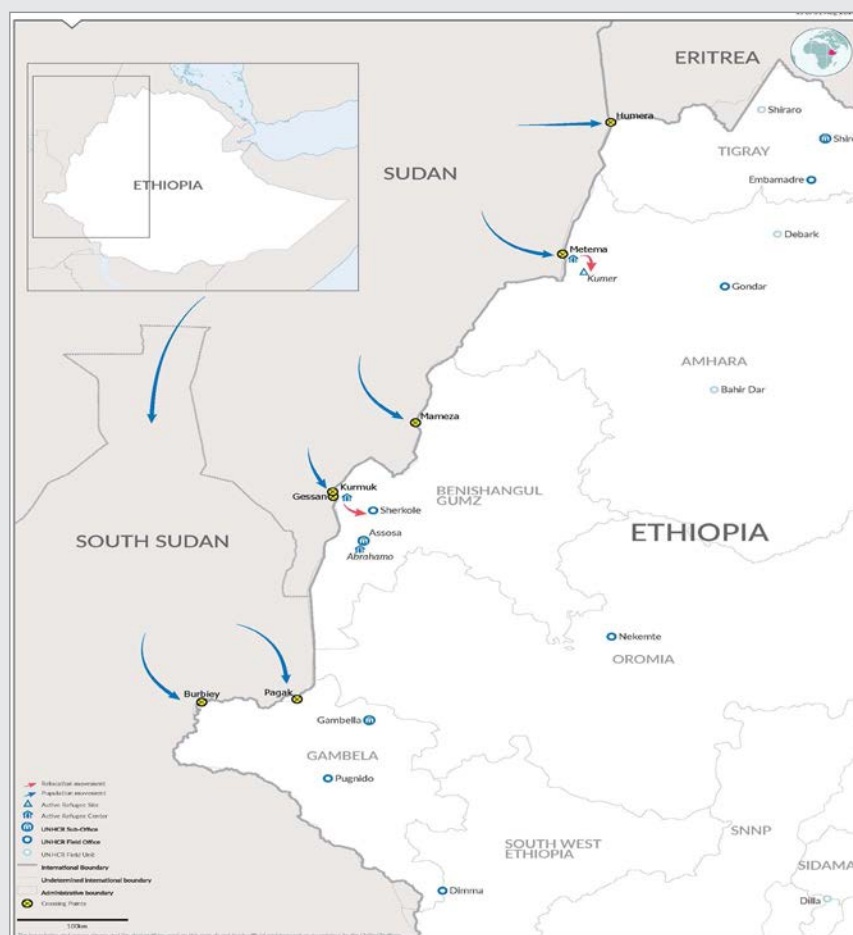 ERITREA
Humera
Shiraro
Shire
TIGRAY
Embamadre
ETHIOPIA
SUDAN
Debark
Metema
Kumer
Gondar
AMHARA
Bahir Dar
Mameza
Kurmuk
Gessan
BENISHANGUL
GUMZ
Sherkole
Assosa
Abrahamo
ETHIOPIA
SOUTH SUDAN
Nekemte
OROMIA
Burbiey
Pagak
Gambella
GAMBELA
Pugnido
SOUTH WEST
ETHIOPIA
SNNP
SIDAMA
Dimma
Dilla
Relocation movement
Population movement
Active Refugee Site
Active Refugee Center
UNHCR Sub-Office
UNHCR Field Office
UNHCR Field Unit
International Boundary
Undetermined international boundary
Administrative boundary
Crossing Points
100km